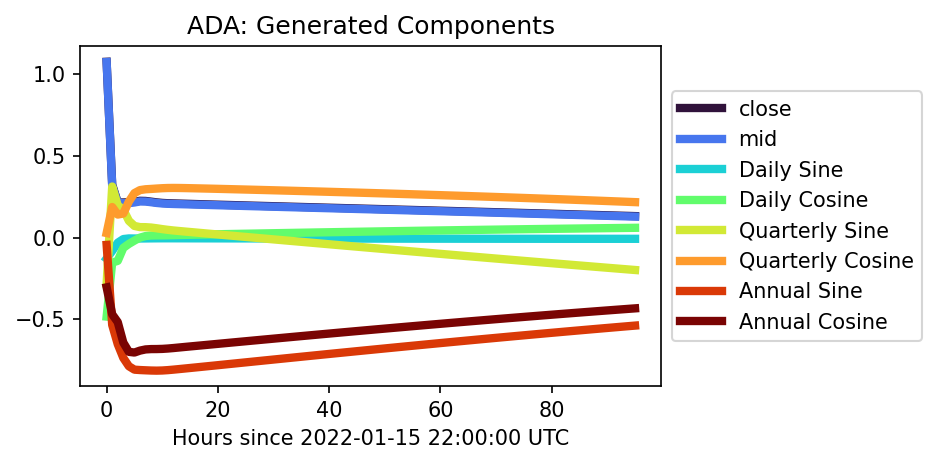 ADA: Generated Components
1.0
0.5
0.0
−0.5
0 20 40 60 80
Hours since 2022-01-15 22:00:00 UTC
close
mid
Daily Sine
Daily Cosine
Quarterly Sine
Quarterly Cosine
Annual Sine
Annual Cosine